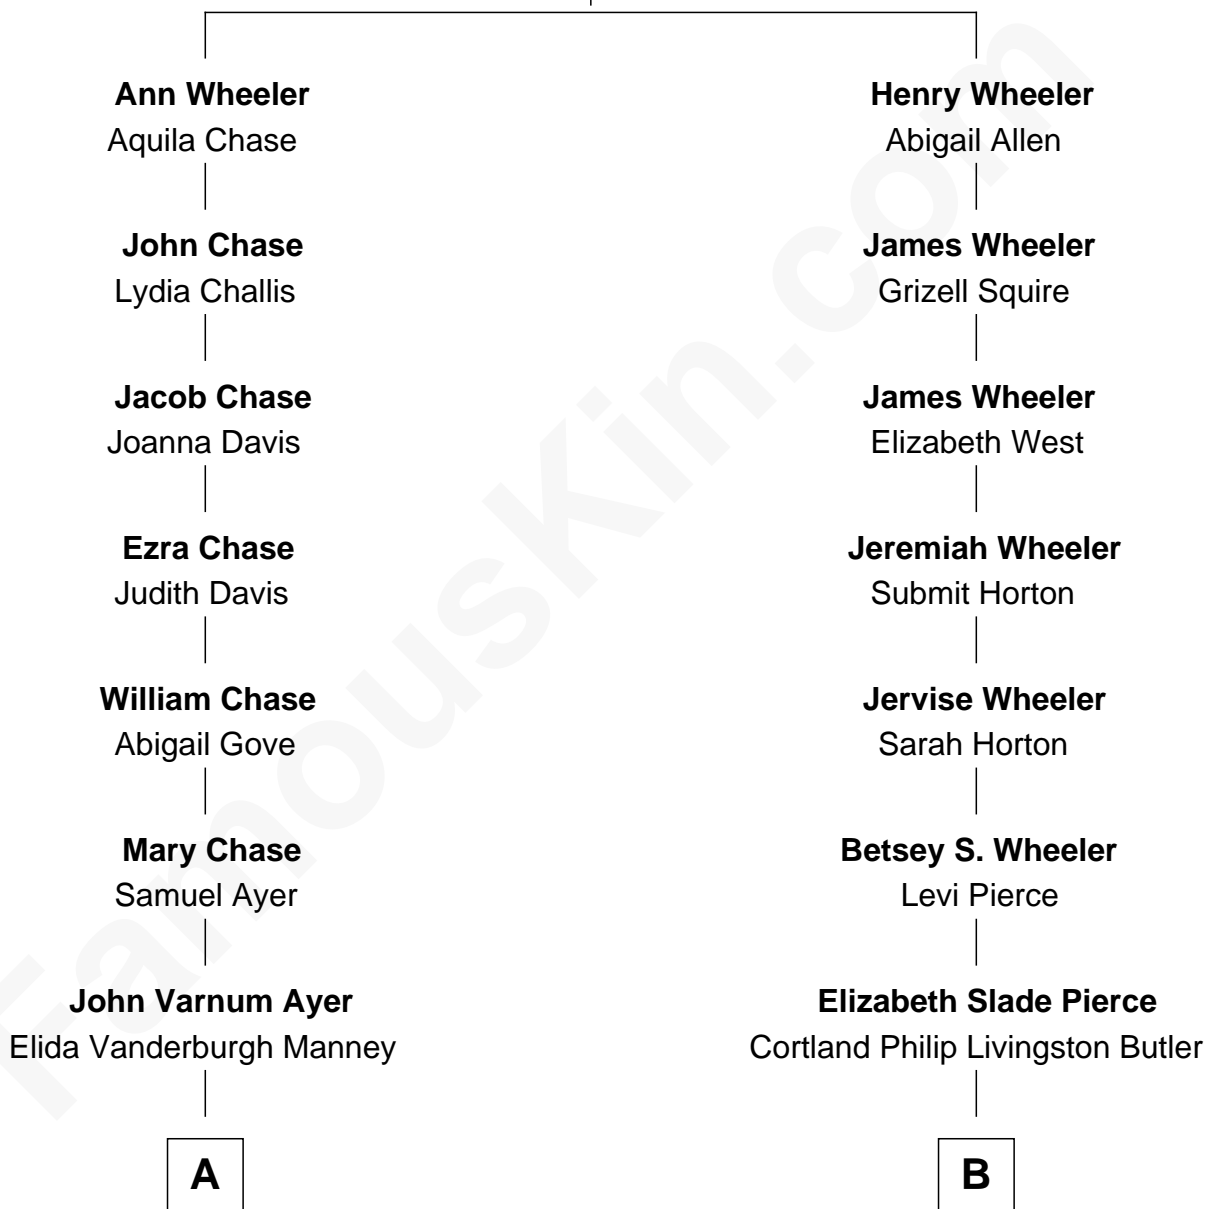 Ann Wheeler
Aquila Chase
John Chase
Lydia Challis
Jacob Chase
Joanna Davis
Ezra Chase
Judith Davis
William Chase
Abigail Gove
Mary Chase
Samuel Ayer
John Varnum Ayer
Elida Vanderburgh Manney
A
Henry Wheeler
Abigail Allen
James Wheeler
Grizell Squire
James Wheeler
Elizabeth West
Jeremiah Wheeler
Submit Horton
Jervise Wheeler
Sarah Horton
Betsey S. Wheeler
Levi Pierce
Elizabeth Slade Pierce
Cortland Philip Livingston Butler
B
FamousKin.com